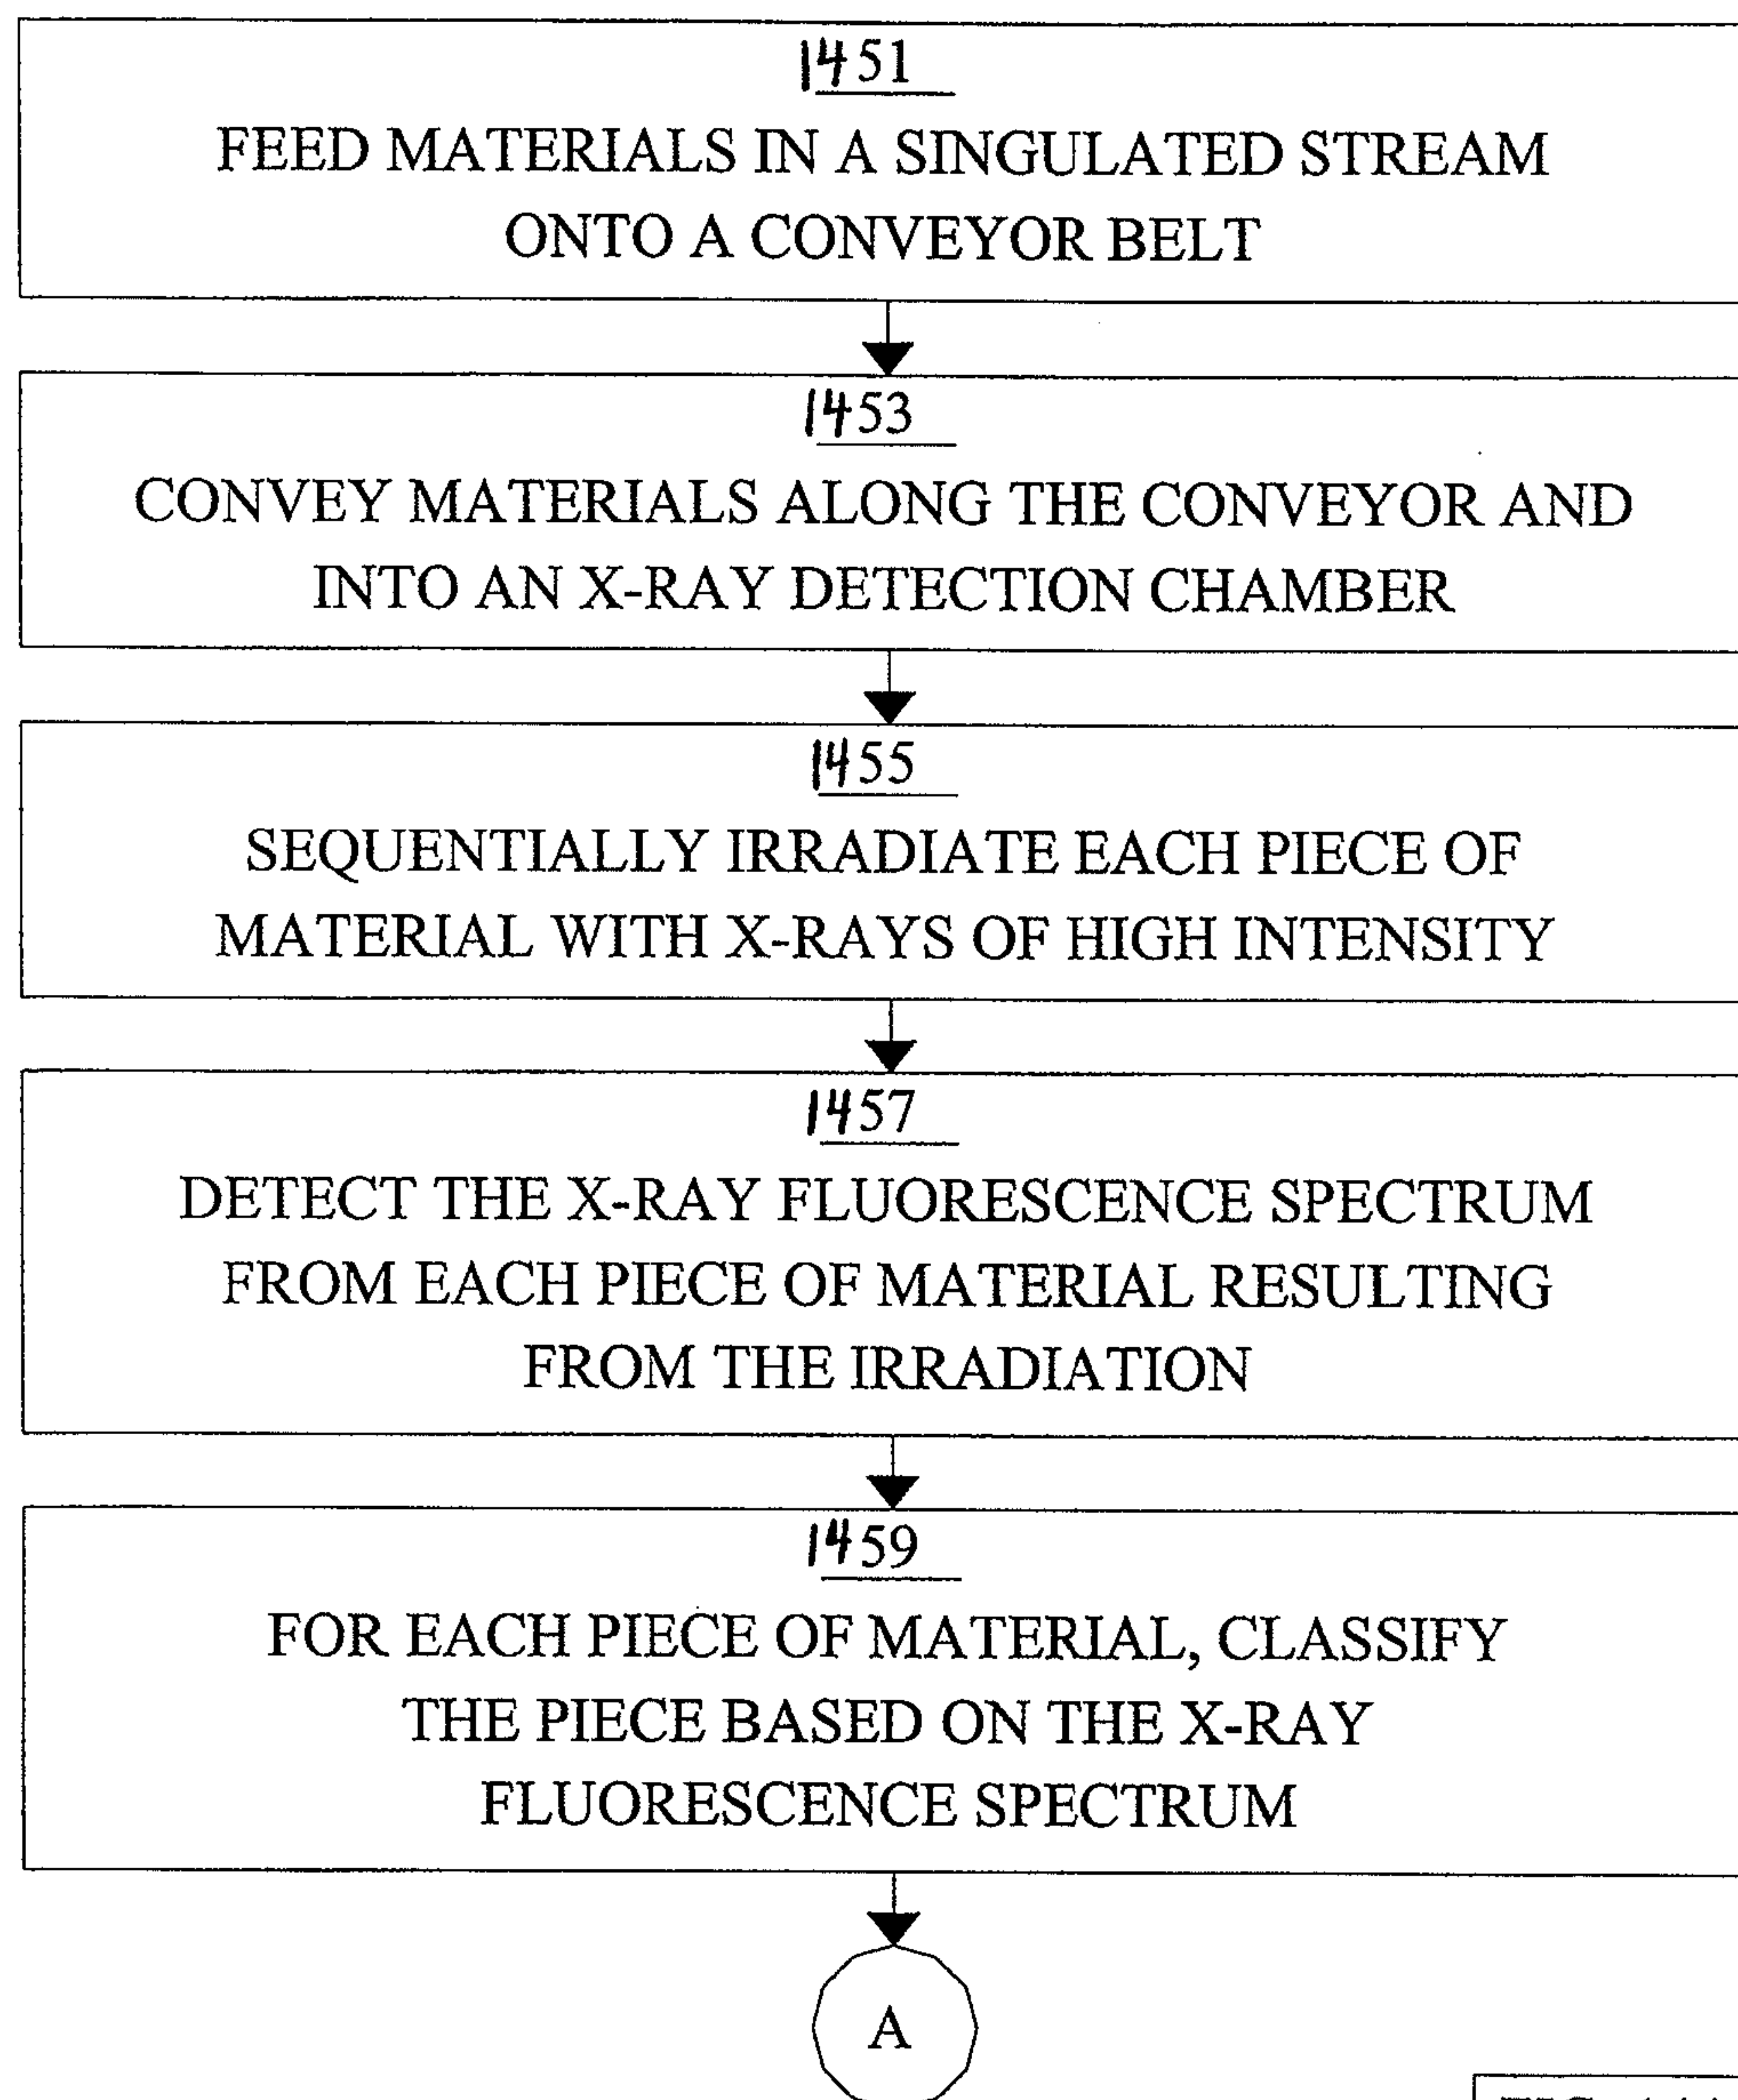 1451
FEED MATERIALS IN A SINGULATED STREAM
ONTO A CONVEYOR BELT
1453
CONVEY MATERIALS ALONG THE CONVEYOR AND
INTO AN X-RAY DETECTION CHAMBER
1455
SEQUENTIALLY IRRADIATE EACH PIECE OF
MATERIAL WITH X-RAYS OF HIGH INTENSITY
1457
DETECT THE X-RAY FLUORESCENCE SPECTRUM
FROM EACH PIECE OF MATERIAL RESULTING
FROM THE IRRADIATION
1459
FOR EACH PIECE OF MATERIAL, CLASSIFY
THE PIECE BASED ON THE X-RAY
FLUORESCENCE SPECTRUM
A